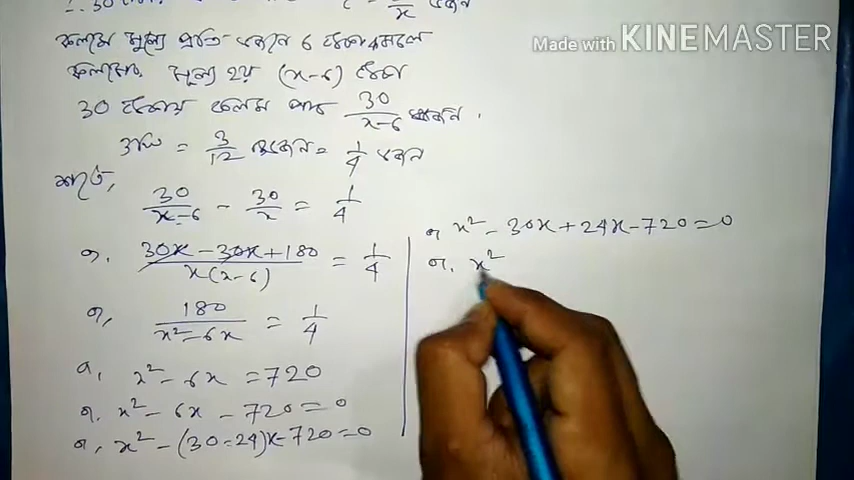 ∴ 30
Made with KINEMASTER
কলমের মূল্য প্রতি ডজনে 6 টাকা কমলে
কলমের মূল্য হয় (x-6) টাকা
30 টাকায় কলম পাব 30/(x-6) ডজন।
3টি = 3/12 ডজন = 1/4 ডজন
শর্তে,
30/(x-6) - 30/x = 1/4
বা, (30x - 30x + 180)/(x(x-6)) = 1/4
বা, 180/(x² - 6x) = 1/4
বা, x² - 6x = 720
বা, x² - 6x - 720 = 0
বা, x² - (30-24)x - 720 = 0
বা x² - 30x + 24x - 720 = 0
বা, x²